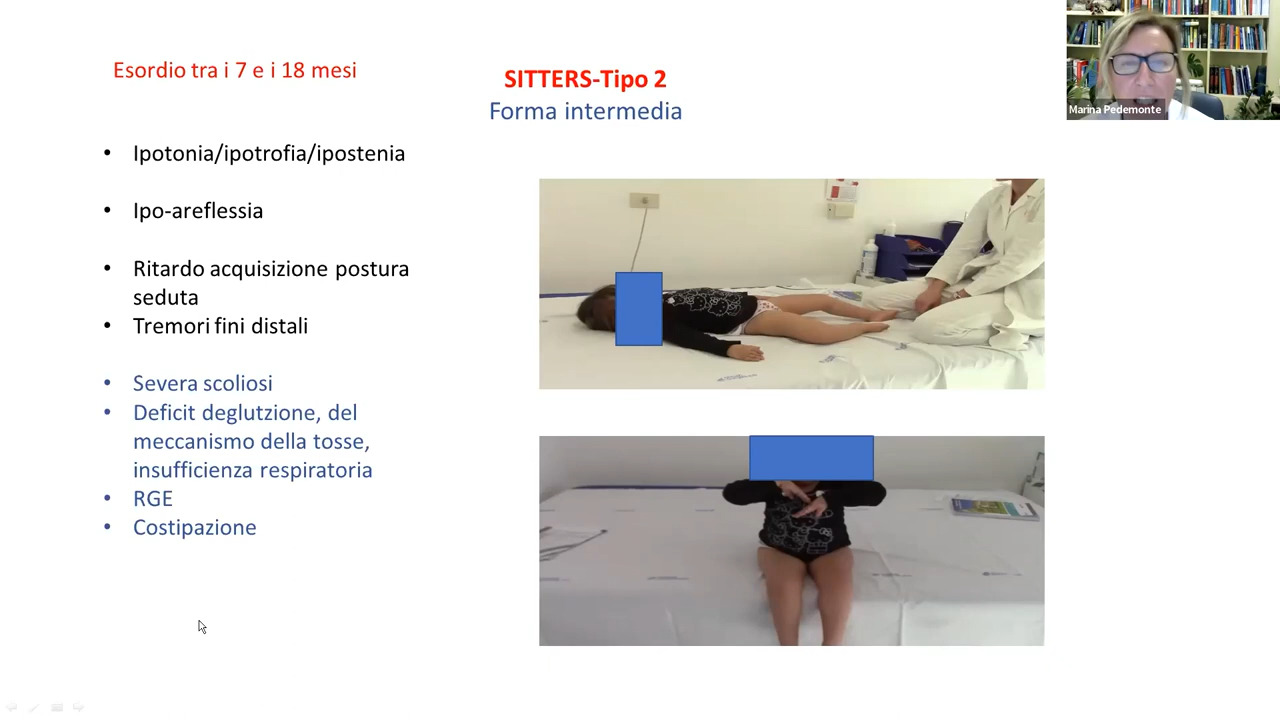 Esordio tra i 7 e i 18 mesi
SITTERS-Tipo 2
Forma intermedia
Marina Pedemonte
• Ipotonia/ipotrofia/ipostenia
• Ipo-areflessia
• Ritardo acquisizione postura
seduta
• Tremori fini distali
• Severa scoliosi
• Deficit deglutzione, del
meccanismo della tosse,
insufficienza respiratoria
• RGE
• Costipazione